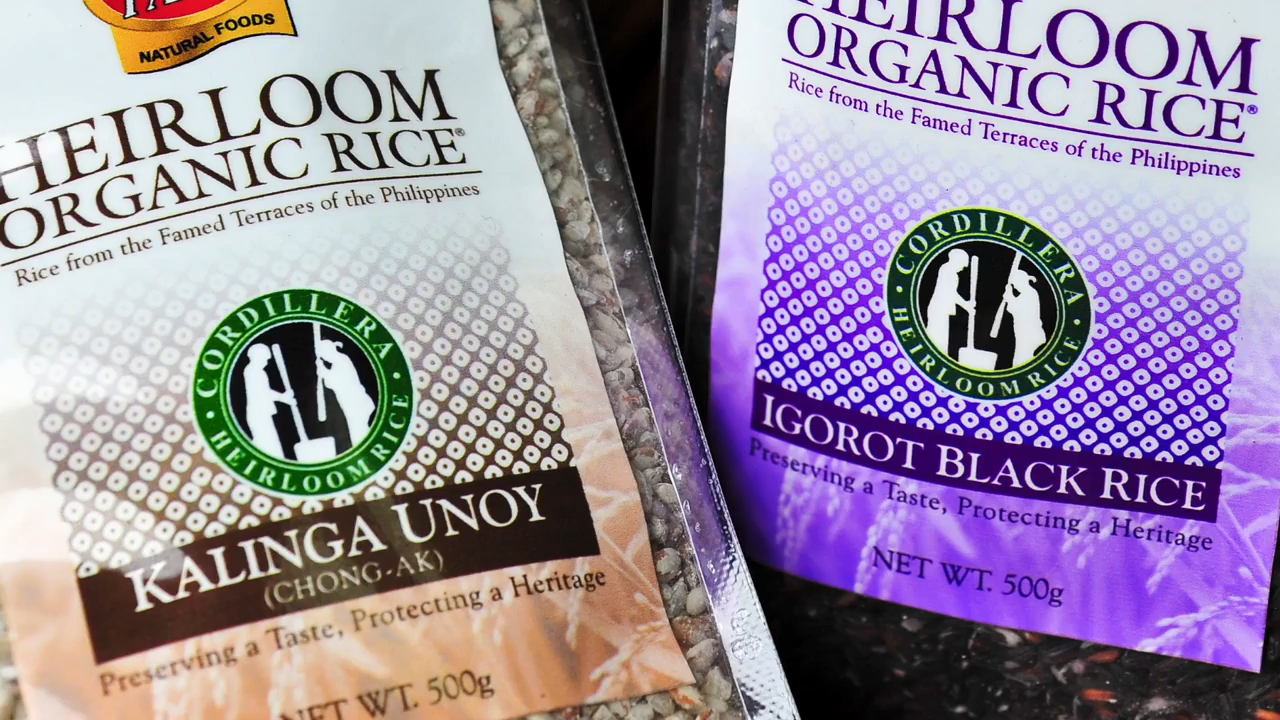 NATURAL FOODS
HEIRLOOM
ORGANIC RICE®
Rice from the Famed Terraces of the Philippines
CORDILLERA
HEIRLOOM RICE
KALINGA UNOY
(CHONG-AK)
Preserving a Taste, Protecting a Heritage
NET WT. 500g
HEIRLOOM
ORGANIC RICE®
Rice from the Famed Terraces of the Philippines
CORDILLERA
HEIRLOOM RICE
IGOROT BLACK RICE
Preserving a Taste, Protecting a Heritage
NET WT. 500g